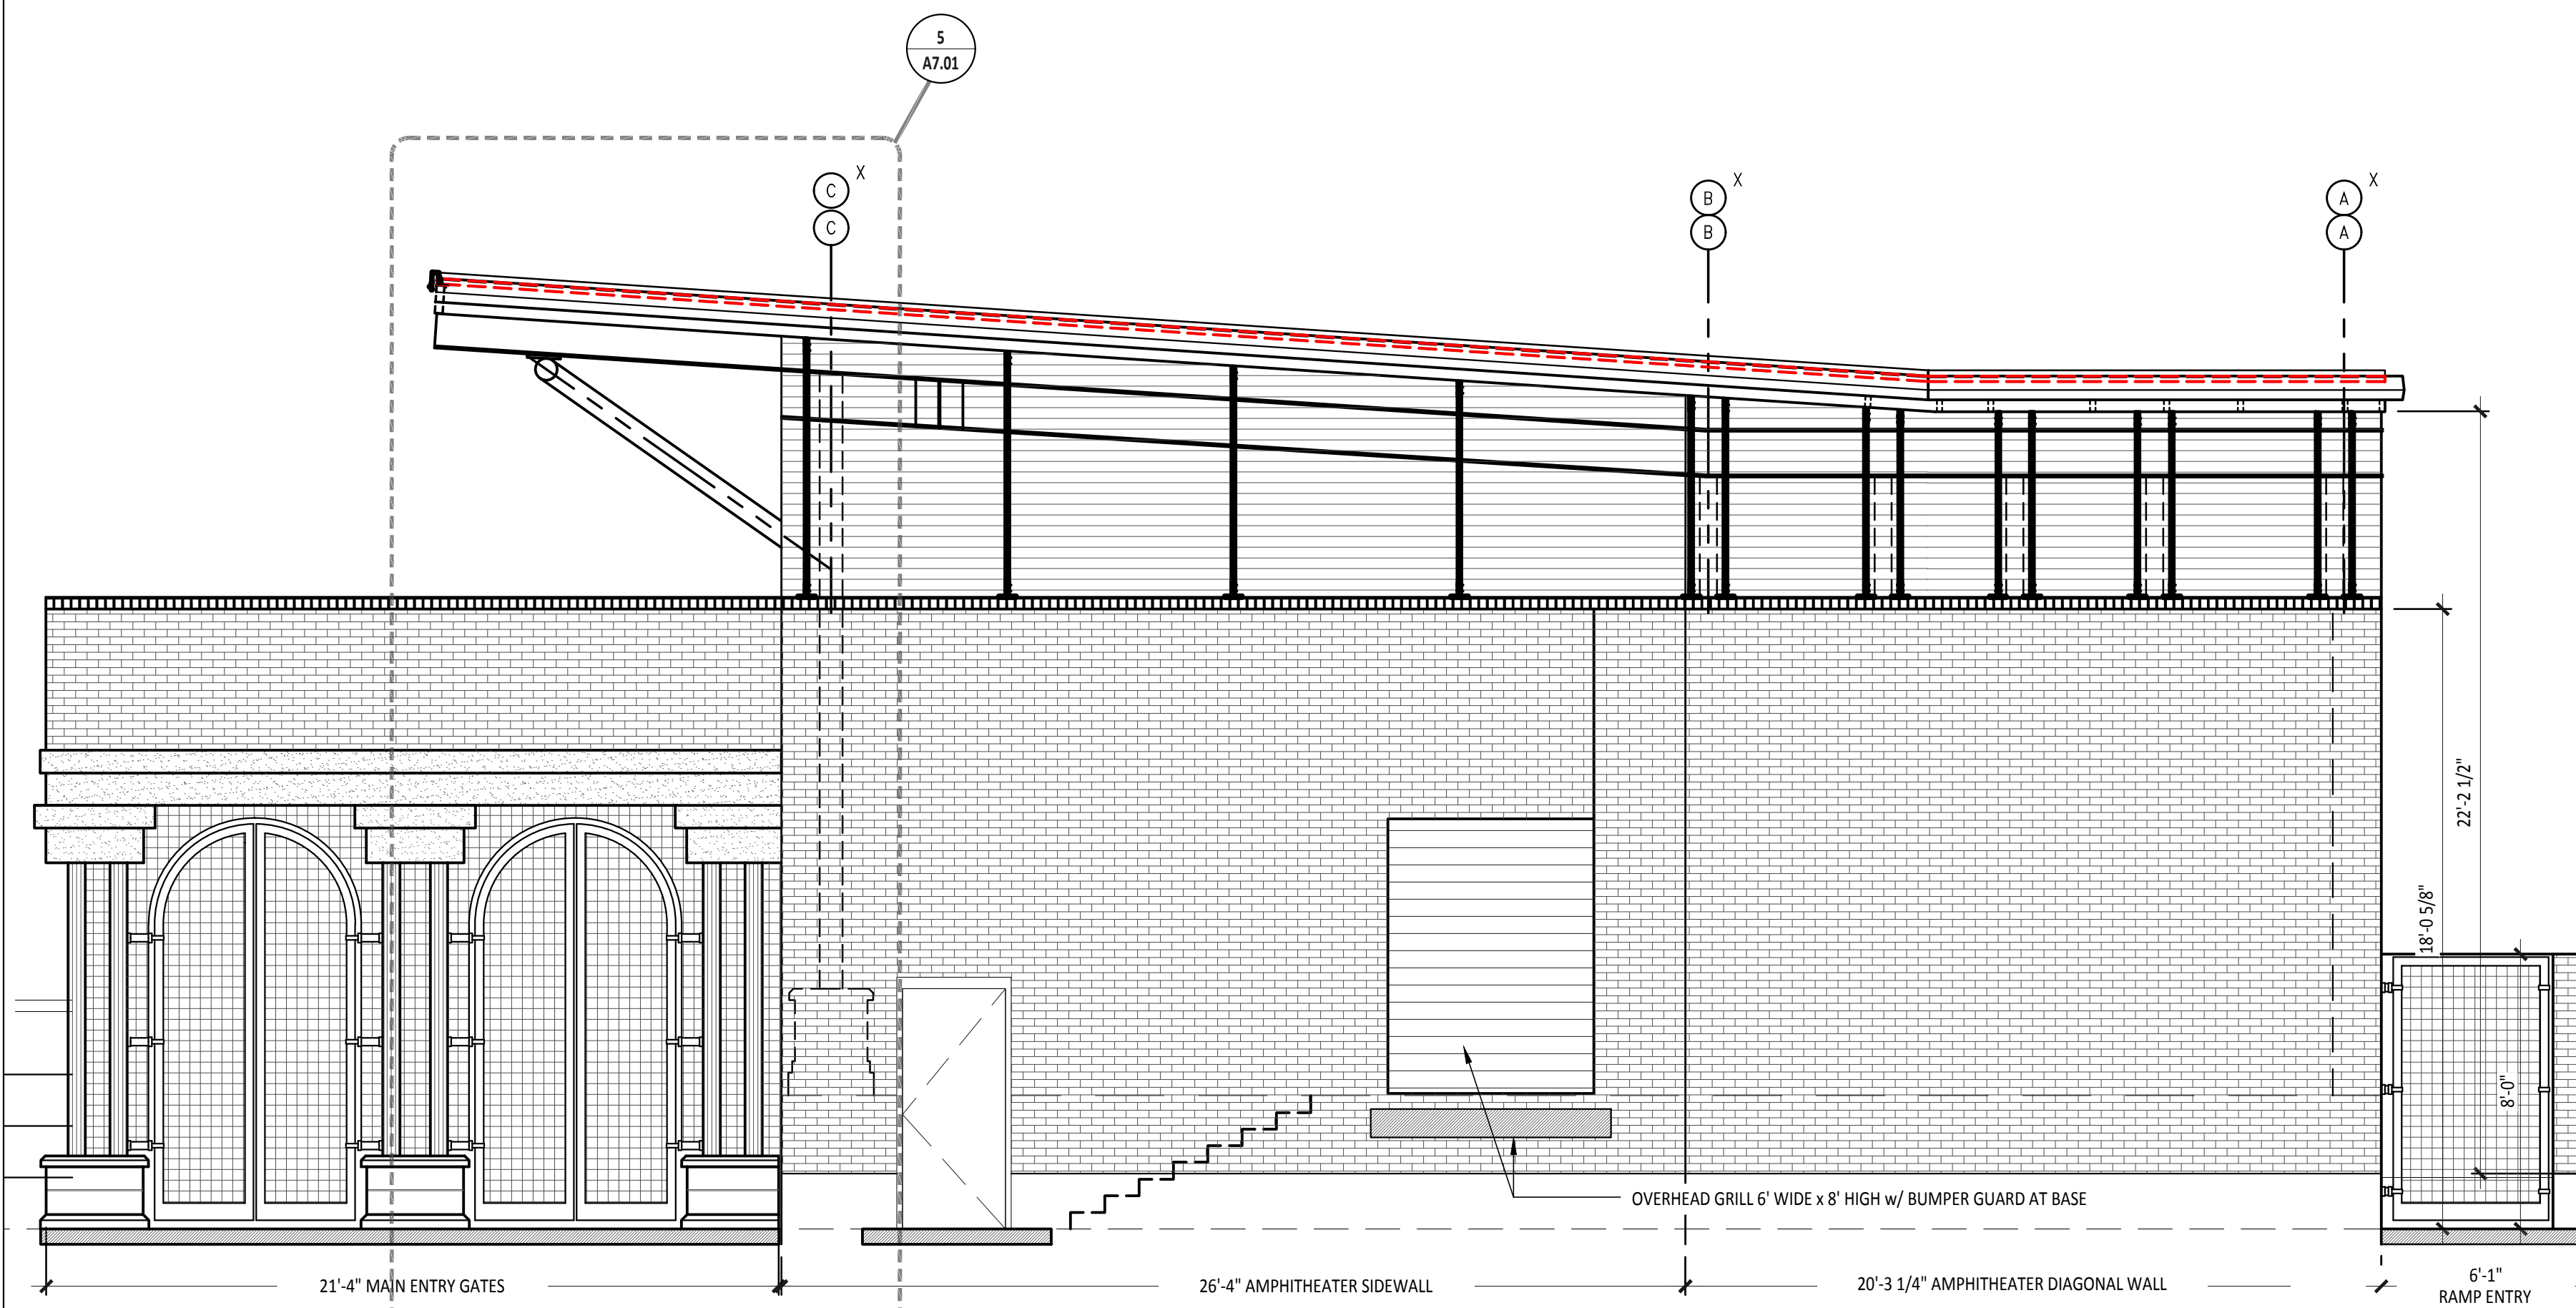 5
A7.01
C X
C
B X
B
A X
A
22'-2 1/2"
18'-0 5/8"
8'-0"
OVERHEAD GRILL 6' WIDE x 8' HIGH w/ BUMPER GUARD AT BASE
21'-4" MAIN ENTRY GATES
26'-4" AMPHITHEATER SIDEWALL
20'-3 1/4" AMPHITHEATER DIAGONAL WALL
6'-1"
RAMP ENTRY